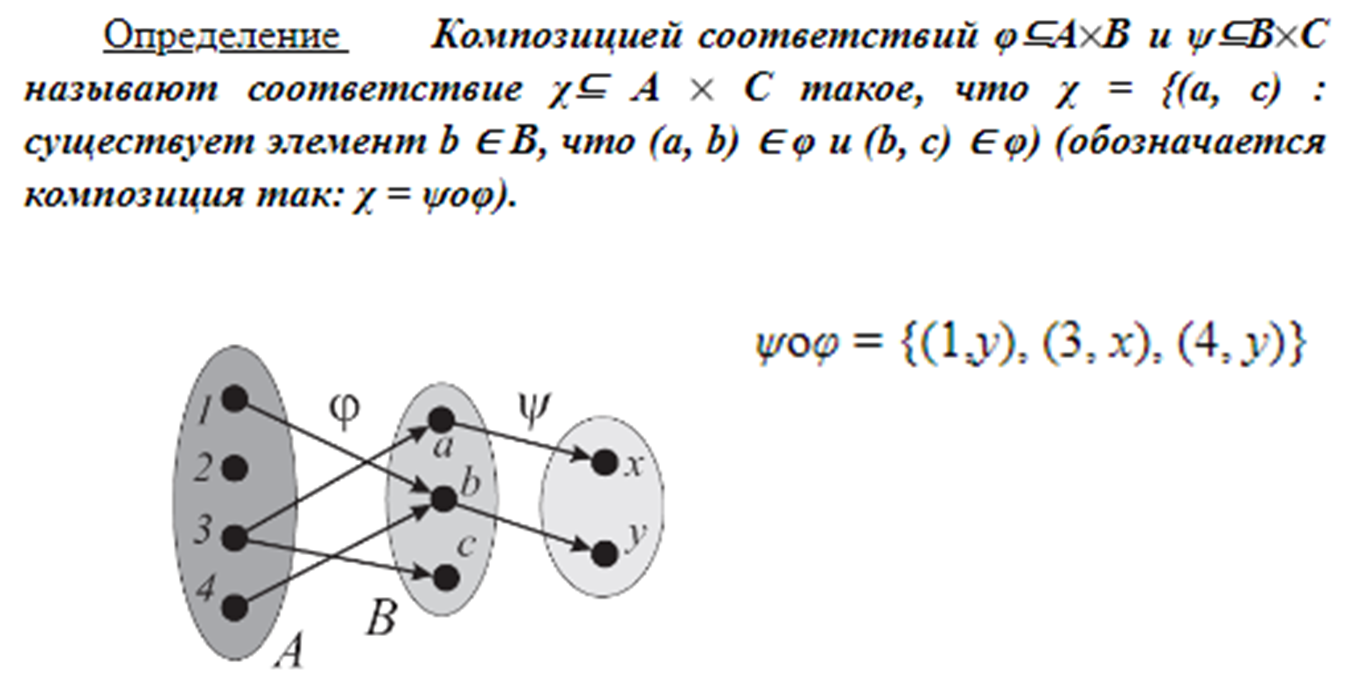 Определение Композицией соответствий φ⊆A×B и ψ⊆B×C
называют соответствие χ⊆ A × C такое, что χ = {(a, c) :
существует элемент b ∈ B, что (a, b) ∈ φ и (b, c) ∈ φ) (обозначается
композиция так: χ = ψoφ).
ψoφ = {(1,y), (3, x), (4, y)}
φ
ψ
1
a
2
b
x
3
c
y
4
B
A